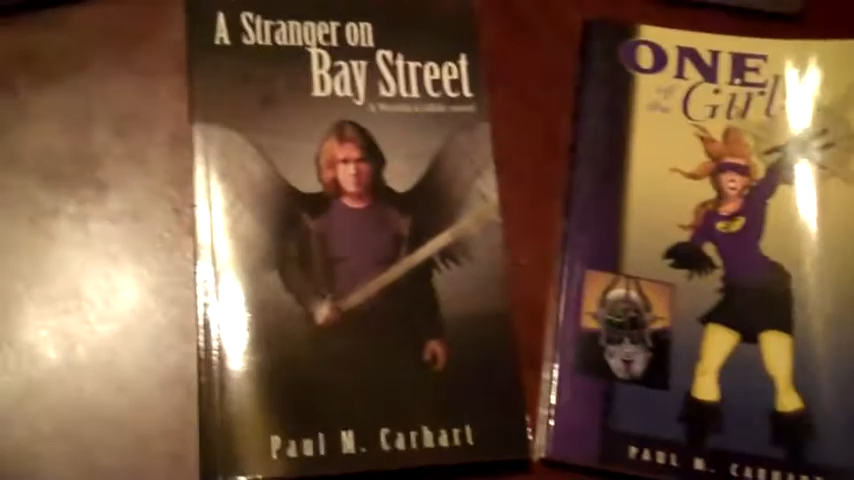 A Stranger on
Bay Street
Paul M. Carhart
ONE
of the Girls
PAUL M. CARHART